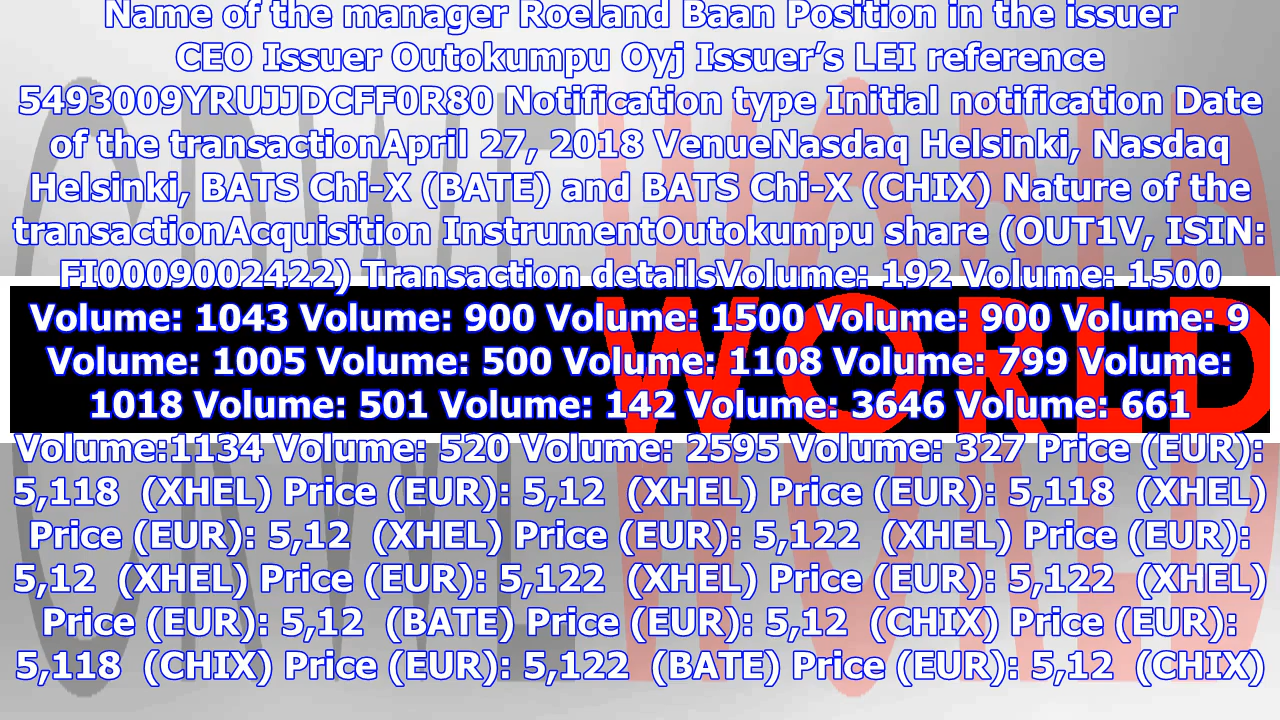 Name of the manager Roeland Baan Position in the issuer
CEO Issuer Outokumpu Oyj Issuer’s LEI reference
5493009YRUJJDCFF0R80 Notification type Initial notification Date
of the transactionApril 27, 2018 VenueNasdaq Helsinki, Nasdaq
Helsinki, BATS Chi-X (BATE) and BATS Chi-X (CHIX) Nature of the
transactionAcquisition InstrumentOutokumpu share (OUT1V, ISIN:
FI0009002422) Transaction detailsVolume: 192 Volume: 1500
Volume: 1043 Volume: 900 Volume: 1500 Volume: 900 Volume: 9
Volume: 1005 Volume: 500 Volume: 1108 Volume: 799 Volume:
1018 Volume: 501 Volume: 142 Volume: 3646 Volume: 661
Volume:1134 Volume: 520 Volume: 2595 Volume: 327 Price (EUR):
5,118 (XHEL) Price (EUR): 5,12 (XHEL) Price (EUR): 5,118 (XHEL)
Price (EUR): 5,12 (XHEL) Price (EUR): 5,122 (XHEL) Price (EUR):
5,12 (XHEL) Price (EUR): 5,122 (XHEL) Price (EUR): 5,122 (XHEL)
Price (EUR): 5,12 (BATE) Price (EUR): 5,12 (CHIX) Price (EUR):
5,118 (CHIX) Price (EUR): 5,122 (BATE) Price (EUR): 5,12 (CHIX)
WORLD